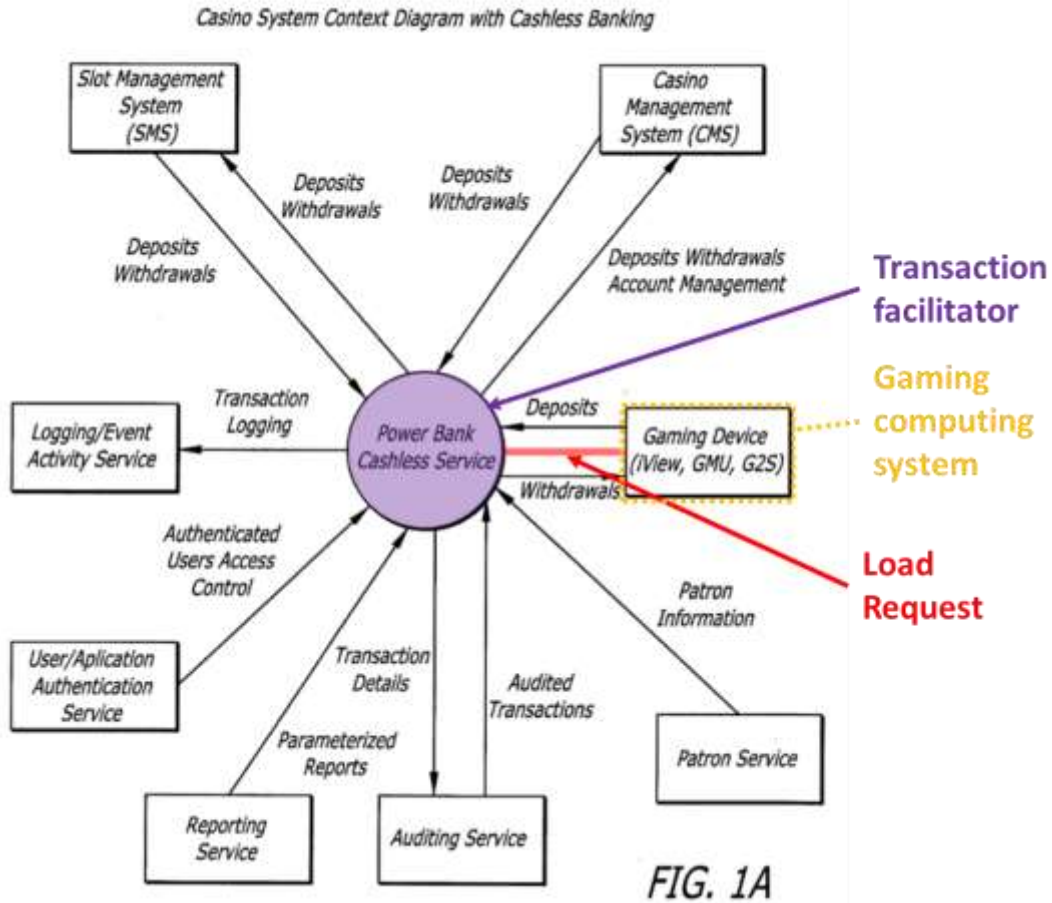 Casino System Context Diagram with Cashless Banking
Slot Management
System
(SMS)
Casino
Management
System (CMS)
Deposits
Withdrawals
Deposits
Withdrawals
Deposits
Withdrawals
Deposits Withdrawals
Account Management
Transaction
facilitator
Transaction
Logging
Logging/Event
Activity Service
Power Bank
Cashless Service
Deposits
Gaming Device
(iView, GMU, G2S)
Withdrawals
Gaming
computing
system
Authenticated
Users Access
Control
Load
Request
Patron
Information
User/Aplication
Authentication
Service
Transaction
Details
Audited
Transactions
Parameterized
Reports
Patron Service
Reporting
Service
Auditing Service
FIG. 1A